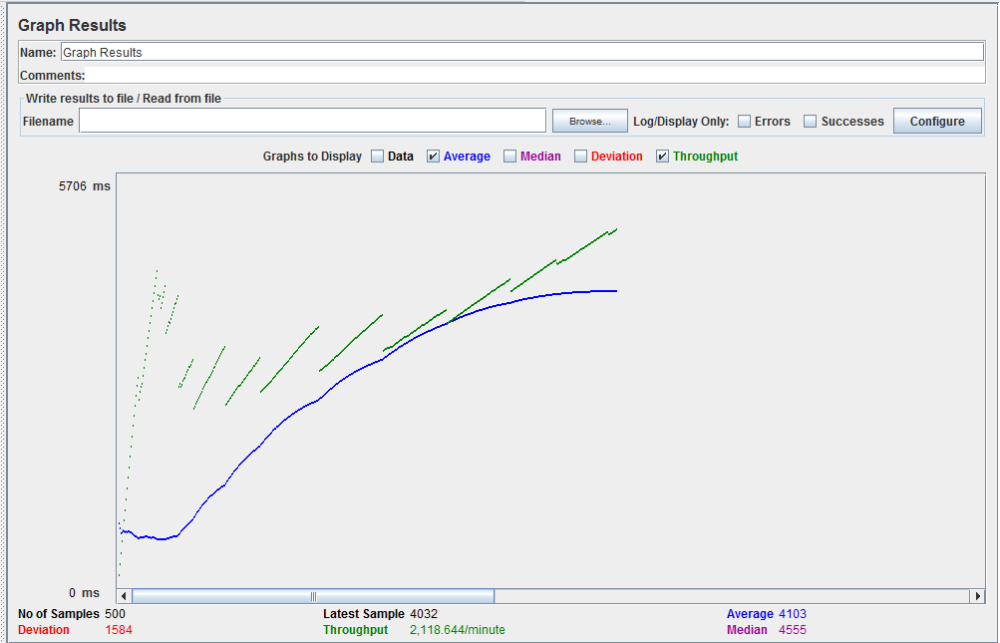 Graph Results
Name: Graph Results
Comments:
Write results to file / Read from file
Filename Browse... Log/Display Only: Errors Successes Configure
Graphs to Display Data Average Median Deviation Throughput
5706 ms
0 ms
No of Samples 500 Latest Sample 4032 Average 4103
Deviation 1584 Throughput 2,118.644/minute Median 4555